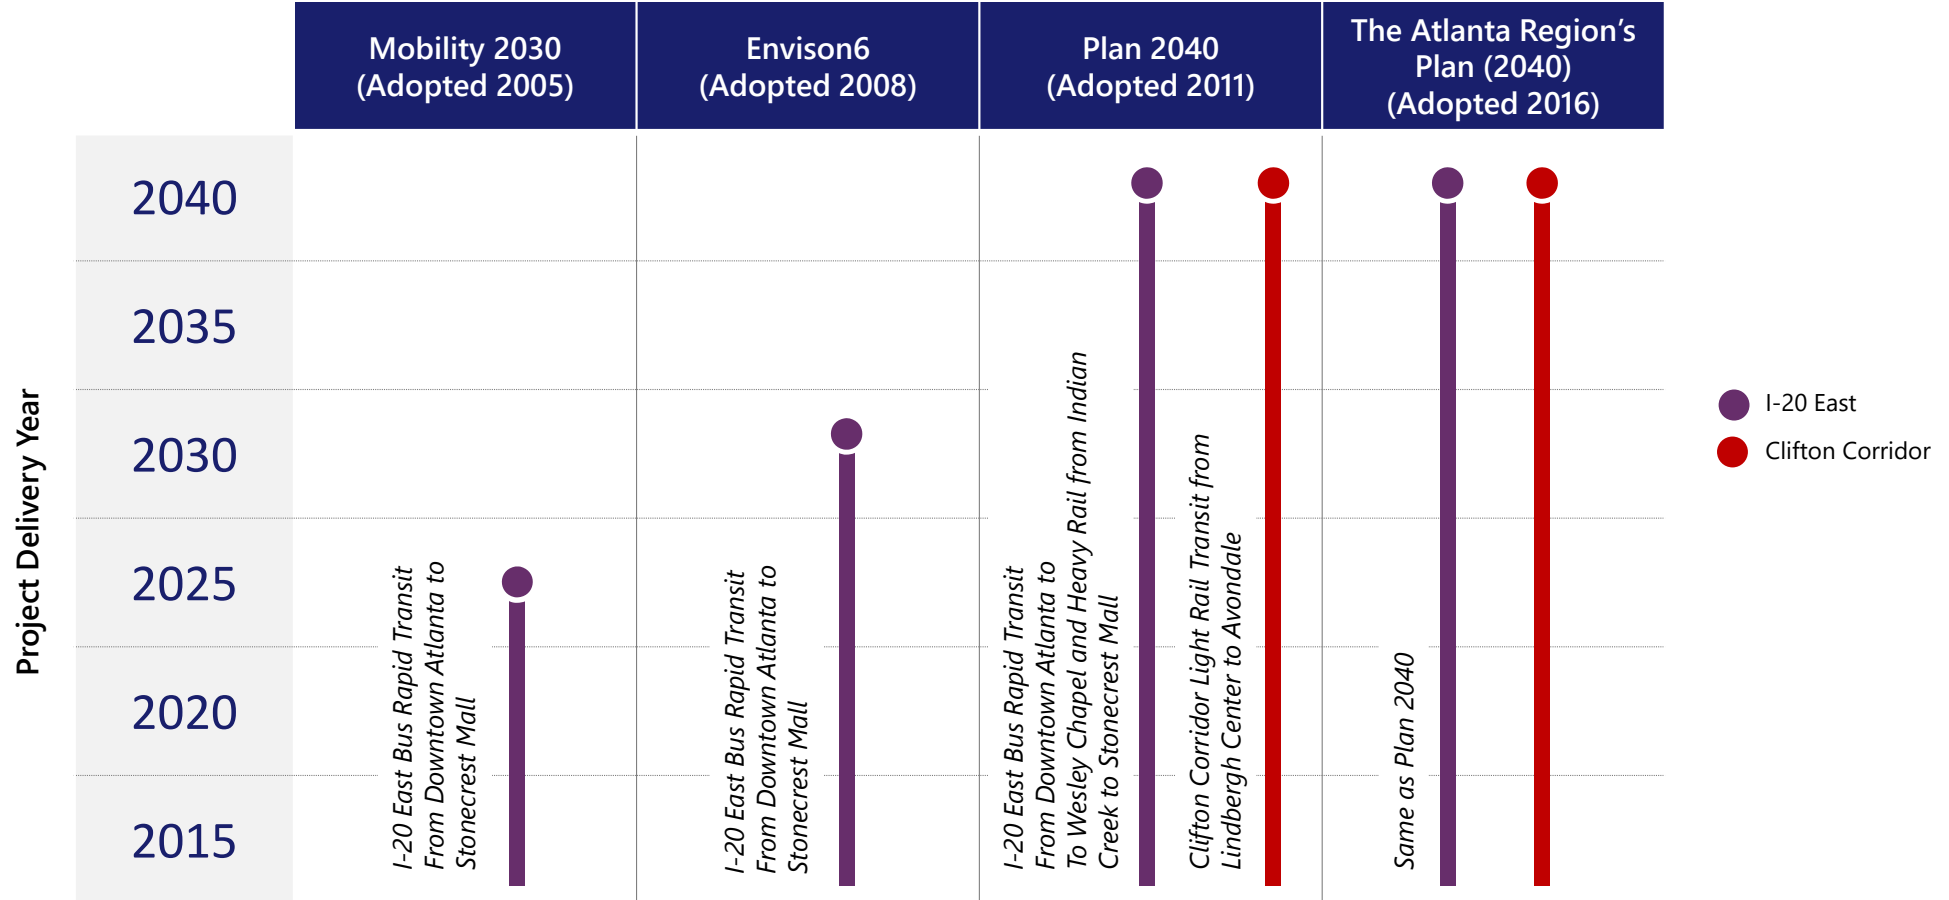 Mobility 2030
(Adopted 2005)
Envison6
(Adopted 2008)
Plan 2040
(Adopted 2011)
The Atlanta Region’s
Plan (2040)
(Adopted 2016)
Project Delivery Year
2040
2035
2030
2025
2020
2015
I-20 East Bus Rapid Transit
From Downtown Atlanta to
Stonecrest Mall
I-20 East Bus Rapid Transit
From Downtown Atlanta to
Stonecrest Mall
I-20 East Bus Rapid Transit
From Downtown Atlanta to
To Wesley Chapel and Heavy Rail from Indian
Creek to Stonecrest Mall
Clifton Corridor Light Rail Transit from
Lindbergh Center to Avondale
Same as Plan 2040
I-20 East
Clifton Corridor